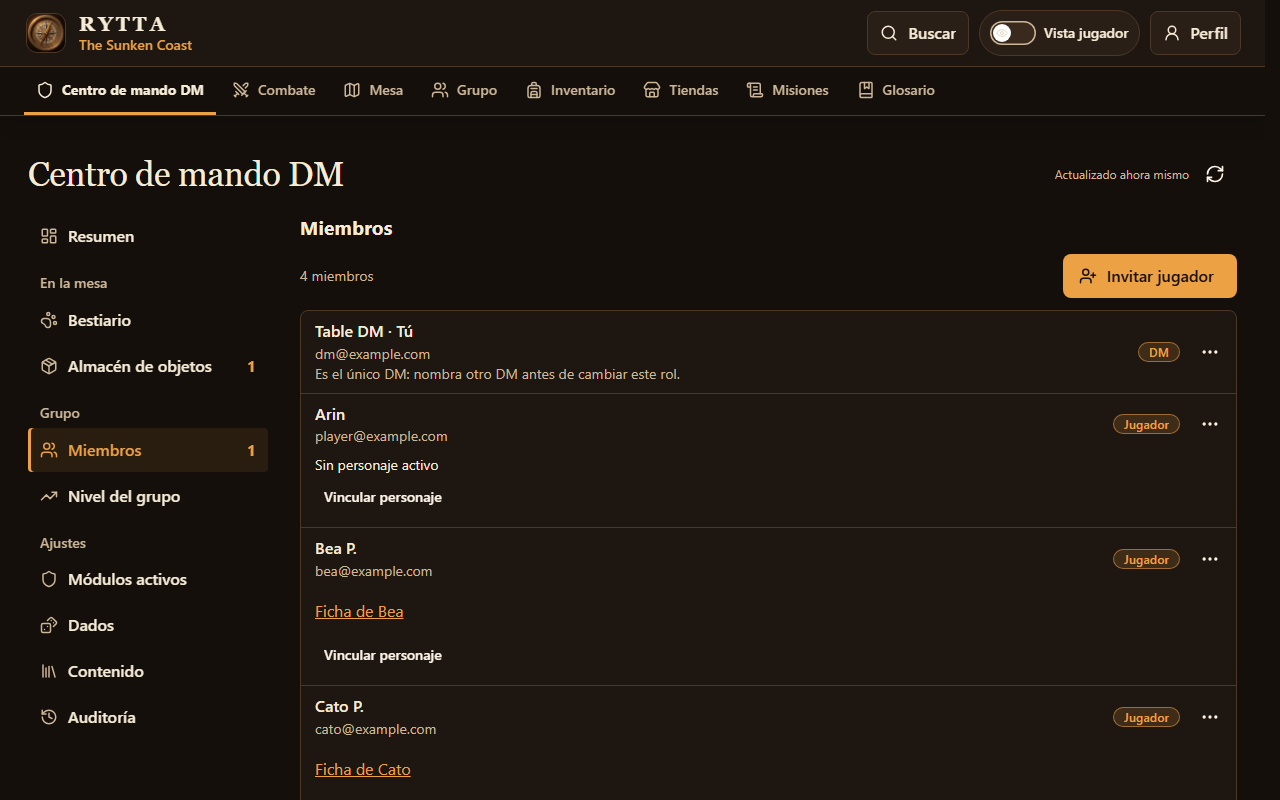 RYTTA
The Sunken Coast
Buscar
Vista jugador
Perfil
Centro de mando DM
Combate
Mesa
Grupo
Inventario
Tiendas
Misiones
Glosario
Centro de mando DM
Actualizado ahora mismo
Resumen
En la mesa
Bestiario
Almacén de objetos 1
Grupo
Miembros 1
Nivel del grupo
Ajustes
Módulos activos
Dados
Contenido
Auditoría
Miembros
4 miembros
Invitar jugador
Table DM · Tú
dm@example.com
Es el único DM: nombra otro DM antes de cambiar este rol.
DM
Arin
player@example.com
Jugador
Sin personaje activo
Vincular personaje
Bea P.
bea@example.com
Jugador
Ficha de Bea
Vincular personaje
Cato P.
cato@example.com
Jugador
Ficha de Cato